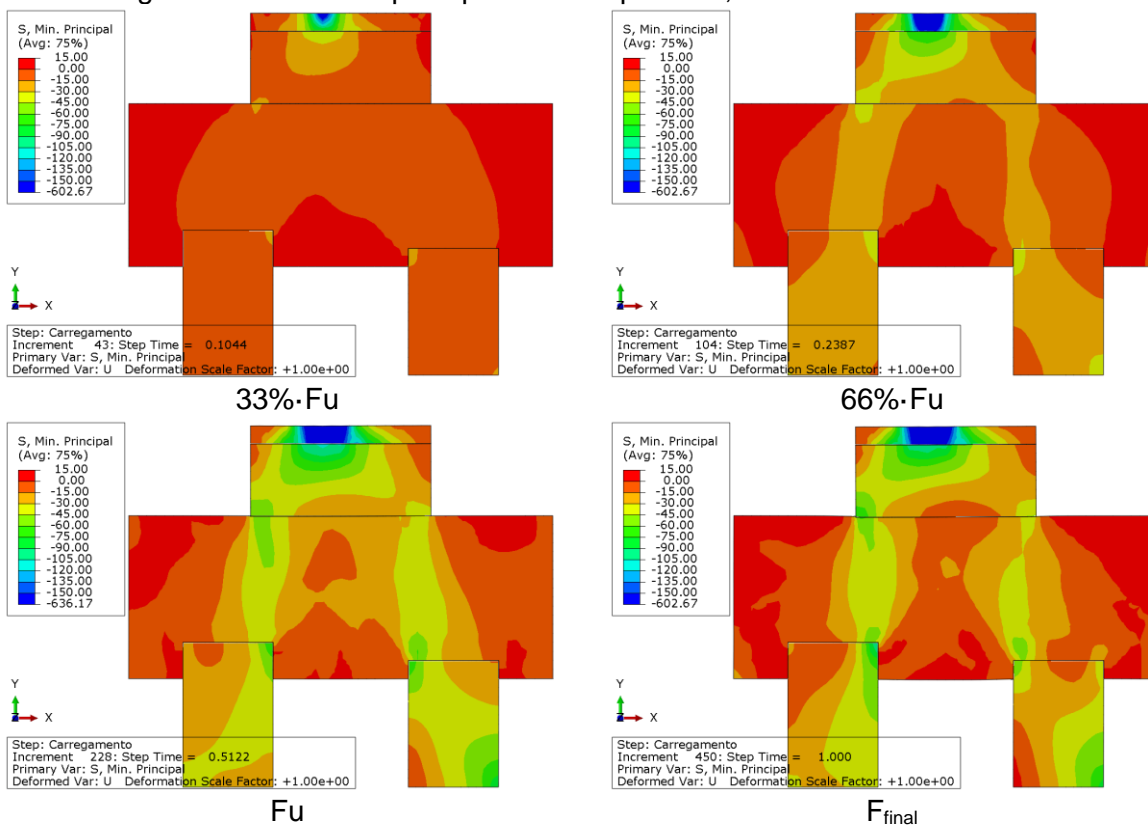 S, Min. Principal
(Avg: 75%)
15.00
0.00
-15.00
-30.00
-45.00
-60.00
-75.00
-90.00
-105.00
-120.00
-135.00
-150.00
-602.67
Y
Z X
Step: Carregamento
Increment 43: Step Time = 0.1044
Primary Var: S, Min. Principal
Deformed Var: U Deformation Scale Factor: +1.00e+00
33%·Fu
S, Min. Principal
(Avg: 75%)
15.00
0.00
-15.00
-30.00
-45.00
-60.00
-75.00
-90.00
-105.00
-120.00
-135.00
-150.00
-602.67
Y
Z X
Step: Carregamento
Increment 104: Step Time = 0.2387
Primary Var: S, Min. Principal
Deformed Var: U Deformation Scale Factor: +1.00e+00
66%·Fu
S, Min. Principal
(Avg: 75%)
15.00
0.00
-15.00
-30.00
-45.00
-60.00
-75.00
-90.00
-105.00
-120.00
-135.00
-150.00
-636.17
Y
Z X
Step: Carregamento
Increment 228: Step Time = 0.5122
Primary Var: S, Min. Principal
Deformed Var: U Deformation Scale Factor: +1.00e+00
Fu
S, Min. Principal
(Avg: 75%)
15.00
0.00
-15.00
-30.00
-45.00
-60.00
-75.00
-90.00
-105.00
-120.00
-135.00
-150.00
-602.67
Y
Z X
Step: Carregamento
Increment 450: Step Time = 1.000
Primary Var: S, Min. Principal
Deformed Var: U Deformation Scale Factor: +1.00e+00
Ffinal